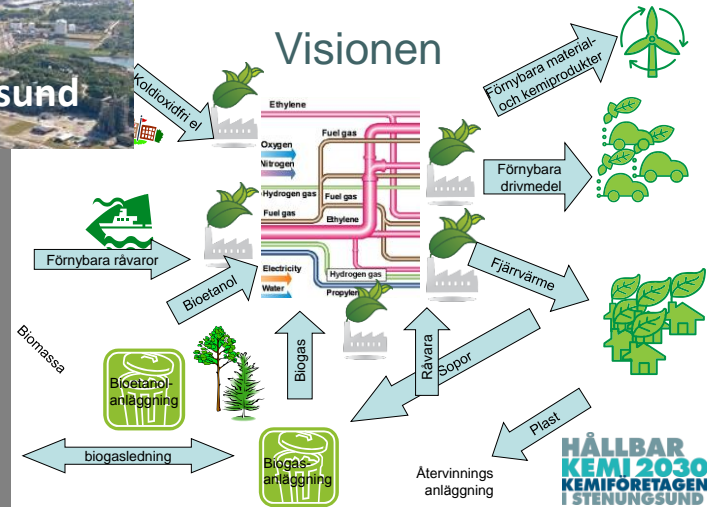 Visionen
sund
Koldioxidfri el
Förnybara material-
och kemiprodukter
Ethylene
Fuel gas
Oxygen
Nitrogen
Hydrogen gas
Fuel gas
Fuel gas
Ethylene
Electricity
Water
Hydrogen gas
Propylen
Förnybara
drivmedel
Förnybara råvaror
Bioetanol
Fjärrvärme
Biomassa
Bioetanol-
anläggning
Biogas
Råvara
Sopor
Plast
biogasledning
Biogas-
anläggning
Återvinnings
anläggning
HÅLLBAR
KEMI 2030
KEMIFÖRETAGEN
I STENUNGSUND